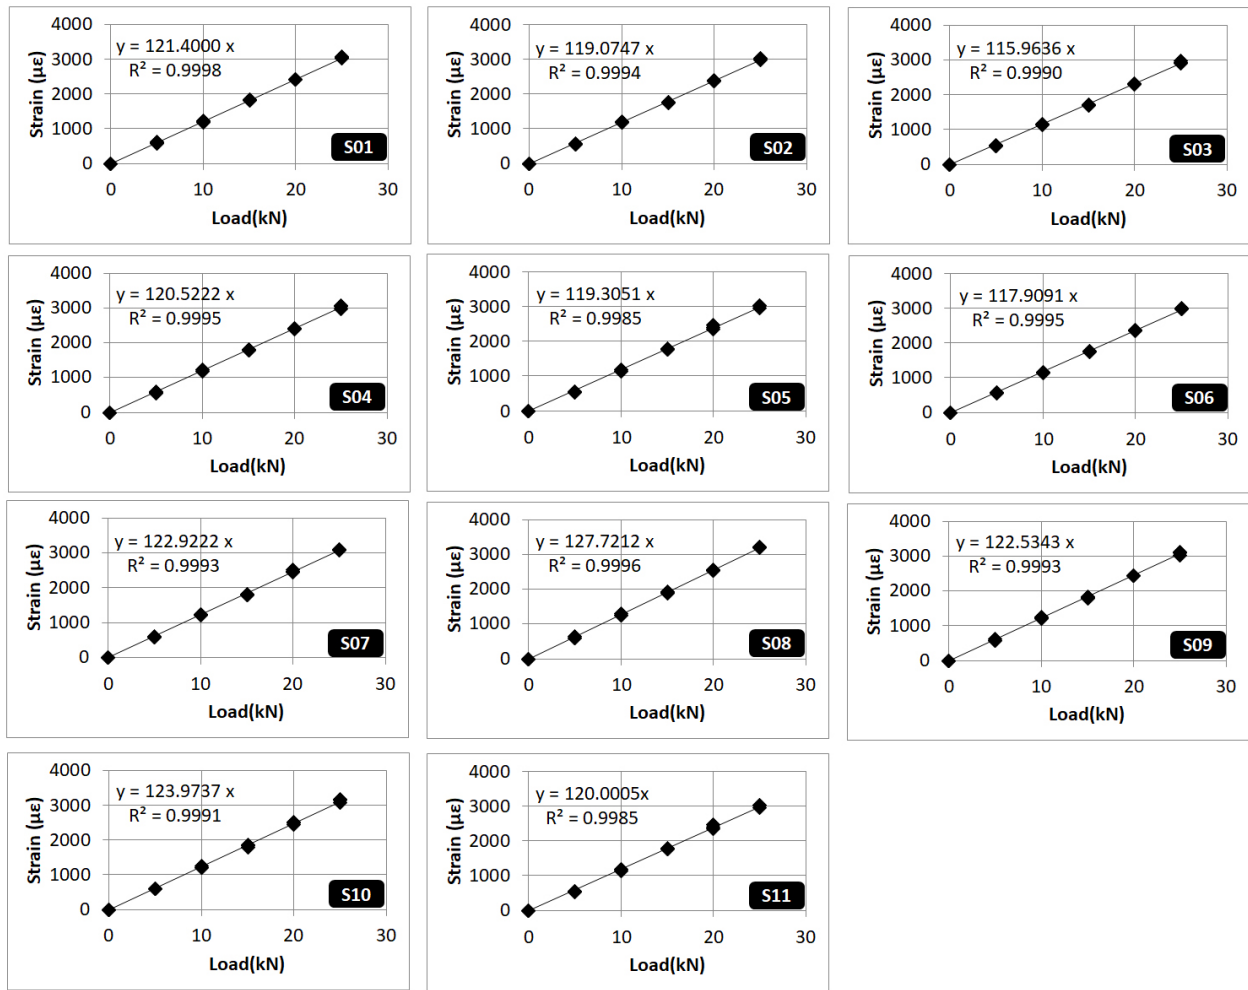 4000
3000
2000
1000
0
Strain (με)
y = 121.4000 x
R² = 0.9998
S01
0 10 20 30
Load(kN)
4000
3000
2000
1000
0
Strain (με)
y = 119.0747 x
R² = 0.9994
S02
0 10 20 30
Load(kN)
4000
3000
2000
1000
0
Strain (με)
y = 115.9636 x
R² = 0.9990
S03
0 10 20 30
Load(kN)
4000
3000
2000
1000
0
Strain (με)
y = 120.5222 x
R² = 0.9995
S04
0 10 20 30
Load(kN)
4000
3000
2000
1000
0
Strain (με)
y = 119.3051 x
R² = 0.9985
S05
0 10 20 30
Load(kN)
4000
3000
2000
1000
0
Strain (με)
y = 117.9091 x
R² = 0.9995
S06
0 10 20 30
Load(kN)
4000
3000
2000
1000
0
Strain (με)
y = 122.9222 x
R² = 0.9993
S07
0 10 20 30
Load(kN)
4000
3000
2000
1000
0
Strain (με)
y = 127.7212 x
R² = 0.9996
S08
0 10 20 30
Load(kN)
4000
3000
2000
1000
0
Strain (με)
y = 122.5343 x
R² = 0.9993
S09
0 10 20 30
Load(kN)
4000
3000
2000
1000
0
Strain (με)
y = 123.9737 x
R² = 0.9991
S10
0 10 20 30
Load(kN)
4000
3000
2000
1000
0
Strain (με)
y = 120.0005x
R² = 0.9985
S11
0 10 20 30
Load(kN)